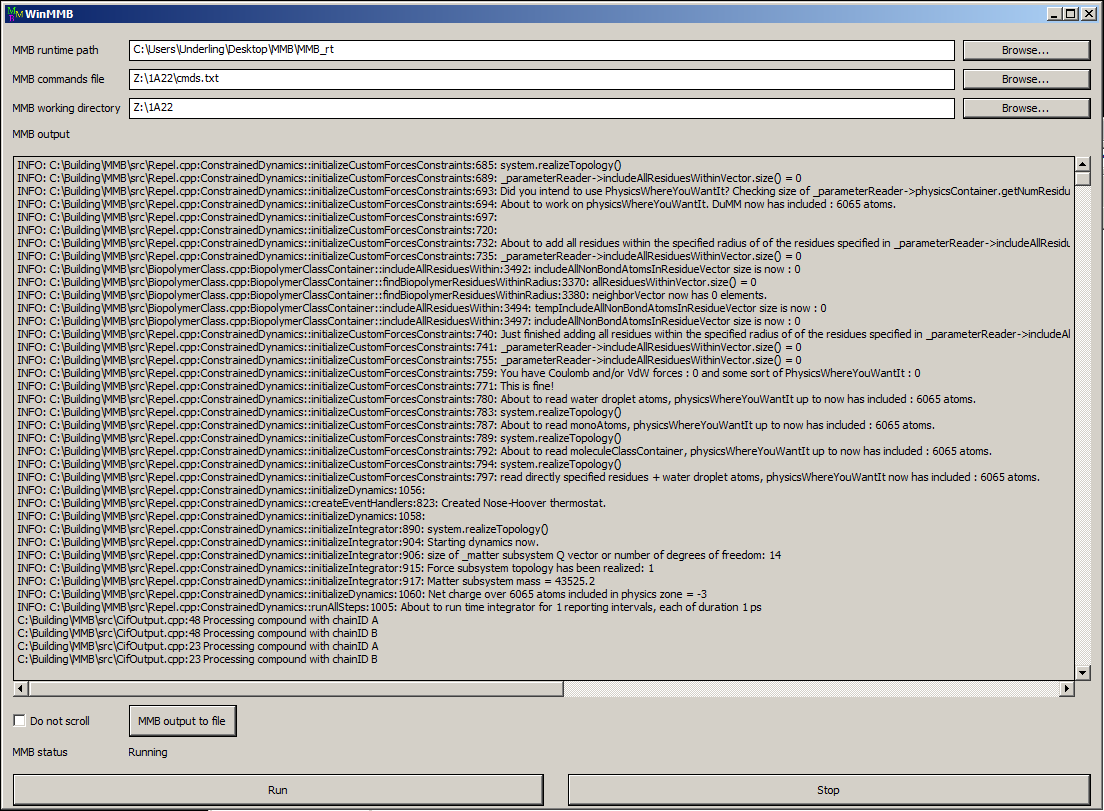 MMB WinMMB
MMB runtime path C:\Users\Underling\Desktop\MMB\MMB_rt Browse...
MMB commands file Z:\1A22\cmds.txt Browse...
MMB working directory Z:\1A22 Browse...
MMB output
INFO: C:\Building\MMB\src\Repel.cpp:ConstrainedDynamics::initializeCustomForcesConstraints:685: system.realizeTopology()
INFO: C:\Building\MMB\src\Repel.cpp:ConstrainedDynamics::initializeCustomForcesConstraints:689: _parameterReader->includeAllResiduesWithinVector.size() = 0
INFO: C:\Building\MMB\src\Repel.cpp:ConstrainedDynamics::initializeCustomForcesConstraints:693: Did you intend to use PhysicsWhereYouWantIt? Checking size of _parameterReader->physicsContainer.getNumResidu
INFO: C:\Building\MMB\src\Repel.cpp:ConstrainedDynamics::initializeCustomForcesConstraints:694: About to work on physicsWhereYouWantIt. DuMM now has included : 6065 atoms.
INFO: C:\Building\MMB\src\Repel.cpp:ConstrainedDynamics::initializeCustomForcesConstraints:697:
INFO: C:\Building\MMB\src\Repel.cpp:ConstrainedDynamics::initializeCustomForcesConstraints:720:
INFO: C:\Building\MMB\src\Repel.cpp:ConstrainedDynamics::initializeCustomForcesConstraints:732: About to add all residues within the specified radius of of the residues specified in _parameterReader->includeAllResidu
INFO: C:\Building\MMB\src\Repel.cpp:ConstrainedDynamics::initializeCustomForcesConstraints:735: _parameterReader->includeAllResiduesWithinVector.size() = 0
INFO: C:\Building\MMB\src\BiopolymerClass.cpp:BiopolymerClassContainer::includeAllResiduesWithin:3492: includeAllNonBondAtomsInResidueVector size is now : 0
INFO: C:\Building\MMB\src\BiopolymerClass.cpp:BiopolymerClassContainer::findBiopolymerResiduesWithinRadius:3370: allResiduesWithinVector.size() = 0
INFO: C:\Building\MMB\src\BiopolymerClass.cpp:BiopolymerClassContainer::findBiopolymerResiduesWithinRadius:3380: neighborVector now has 0 elements.
INFO: C:\Building\MMB\src\BiopolymerClass.cpp:BiopolymerClassContainer::includeAllResiduesWithin:3494: tempIncludeAllNonBondAtomsInResidueVector size is now : 0
INFO: C:\Building\MMB\src\BiopolymerClass.cpp:BiopolymerClassContainer::includeAllResiduesWithin:3497: includeAllNonBondAtomsInResidueVector size is now : 0
INFO: C:\Building\MMB\src\Repel.cpp:ConstrainedDynamics::initializeCustomForcesConstraints:740: Just finished adding all residues within the specified radius of of the residues specified in _parameterReader->includeAl
INFO: C:\Building\MMB\src\Repel.cpp:ConstrainedDynamics::initializeCustomForcesConstraints:741: _parameterReader->includeAllResiduesWithinVector.size() = 0
INFO: C:\Building\MMB\src\Repel.cpp:ConstrainedDynamics::initializeCustomForcesConstraints:755: _parameterReader->includeAllResiduesWithinVector.size() = 0
INFO: C:\Building\MMB\src\Repel.cpp:ConstrainedDynamics::initializeCustomForcesConstraints:759: You have Coulomb and/or VdW forces : 0 and some sort of PhysicsWhereYouWantIt : 0
INFO: C:\Building\MMB\src\Repel.cpp:ConstrainedDynamics::initializeCustomForcesConstraints:771: This is fine!
INFO: C:\Building\MMB\src\Repel.cpp:ConstrainedDynamics::initializeCustomForcesConstraints:780: About to read water droplet atoms, physicsWhereYouWantIt up to now has included : 6065 atoms.
INFO: C:\Building\MMB\src\Repel.cpp:ConstrainedDynamics::initializeCustomForcesConstraints:783: system.realizeTopology()
INFO: C:\Building\MMB\src\Repel.cpp:ConstrainedDynamics::initializeCustomForcesConstraints:787: About to read monoAtoms, physicsWhereYouWantIt up to now has included : 6065 atoms.
INFO: C:\Building\MMB\src\Repel.cpp:ConstrainedDynamics::initializeCustomForcesConstraints:789: system.realizeTopology()
INFO: C:\Building\MMB\src\Repel.cpp:ConstrainedDynamics::initializeCustomForcesConstraints:792: About to read moleculeClassContainer, physicsWhereYouWantIt up to now has included : 6065 atoms.
INFO: C:\Building\MMB\src\Repel.cpp:ConstrainedDynamics::initializeCustomForcesConstraints:794: system.realizeTopology()
INFO: C:\Building\MMB\src\Repel.cpp:ConstrainedDynamics::initializeCustomForcesConstraints:797: read directly specified residues + water droplet atoms, physicsWhereYouWantIt now has included : 6065 atoms.
INFO: C:\Building\MMB\src\Repel.cpp:ConstrainedDynamics::initializeDynamics:1056:
INFO: C:\Building\MMB\src\Repel.cpp:ConstrainedDynamics::createEventHandlers:823: Created Nose-Hoover thermostat.
INFO: C:\Building\MMB\src\Repel.cpp:ConstrainedDynamics::initializeDynamics:1058:
INFO: C:\Building\MMB\src\Repel.cpp:ConstrainedDynamics::initializeIntegrator:890: system.realizeTopology()
INFO: C:\Building\MMB\src\Repel.cpp:ConstrainedDynamics::initializeIntegrator:904: Starting dynamics now.
INFO: C:\Building\MMB\src\Repel.cpp:ConstrainedDynamics::initializeIntegrator:906: size of _matter subsystem Q vector or number of degrees of freedom: 14
INFO: C:\Building\MMB\src\Repel.cpp:ConstrainedDynamics::initializeIntegrator:915: Force subsystem topology has been realized: 1
INFO: C:\Building\MMB\src\Repel.cpp:ConstrainedDynamics::initializeIntegrator:917: Matter subsystem mass = 43525.2
INFO: C:\Building\MMB\src\Repel.cpp:ConstrainedDynamics::initializeDynamics:1060: Net charge over 6065 atoms included in physics zone = -3
INFO: C:\Building\MMB\src\Repel.cpp:ConstrainedDynamics::runAllSteps:1005: About to run time integrator for 1 reporting intervals, each of duration 1 ps
C:\Building\MMB\src\CifOutput.cpp:48 Processing compound with chainID A
C:\Building\MMB\src\CifOutput.cpp:48 Processing compound with chainID B
C:\Building\MMB\src\CifOutput.cpp:23 Processing compound with chainID A
C:\Building\MMB\src\CifOutput.cpp:23 Processing compound with chainID B
Do not scroll MMB output to file
MMB status Running
Run Stop